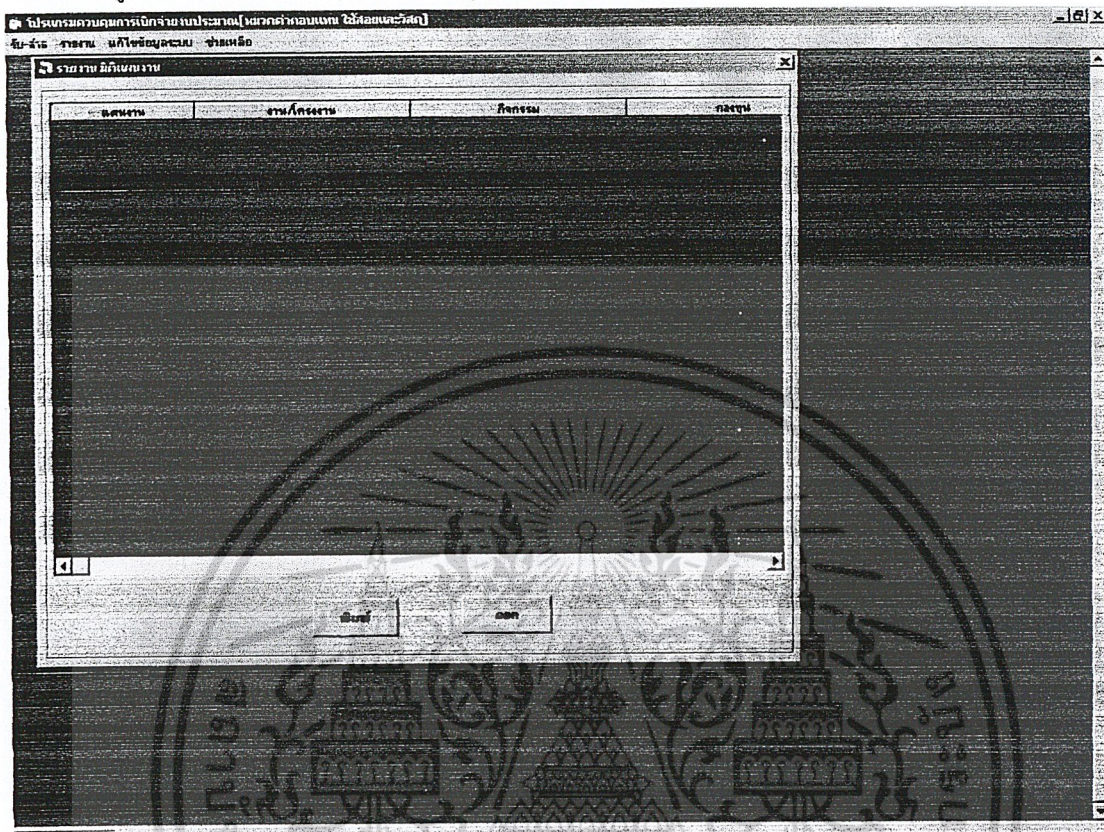 โปรแกรมควบคุมการเบิกจ่ายงบประมาณ[หมวดค่าตอบแทน ใช้สอยและวัสดุ]
รับ-จ่าย รายงาน แก้ไขข้อมูลระบบ ช่วยเหลือ
รายงาน มิติแผนงาน
แผนงาน งาน/โครงงาน กิจกรรม กองทุน
พิมพ์ ออก